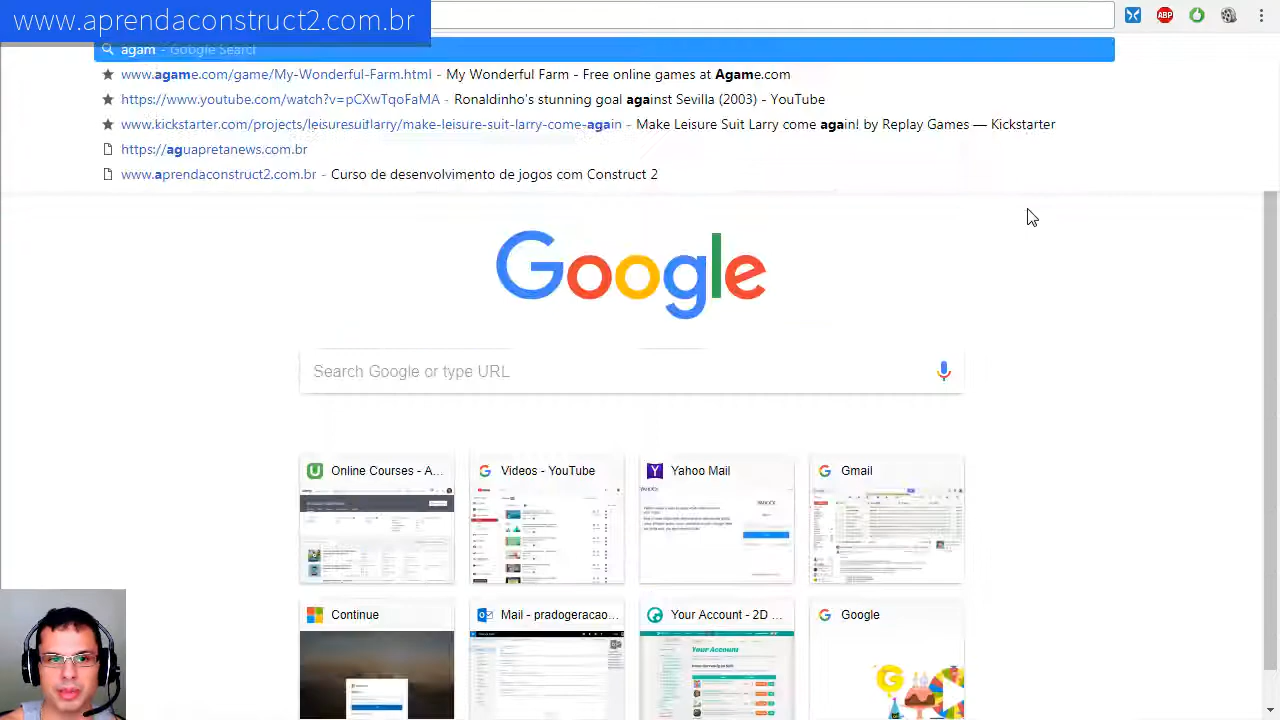 www.aprendaconstruct2.com.br
agam - Google Search
www.agame.com/game/My-Wonderful-Farm.html - My Wonderful Farm - Free online games at Agame.com
https://www.youtube.com/watch?v=pCXwTqoFaMA - Ronaldinho's stunning goal against Sevilla (2003) - YouTube
www.kickstarter.com/projects/leisuresuitlarry/make-leisure-suit-larry-come-again - Make Leisure Suit Larry come again! by Replay Games — Kickstarter
https://aguapretanews.com.br
www.aprendaconstruct2.com.br - Curso de desenvolvimento de jogos com Construct 2
ABP
Google
Search Google or type URL
Online Courses - A...
Videos - YouTube
Yahoo Mail
Gmail
Continue
Mail - pradogeracao...
Your Account - 2D ...
Google
Your Account